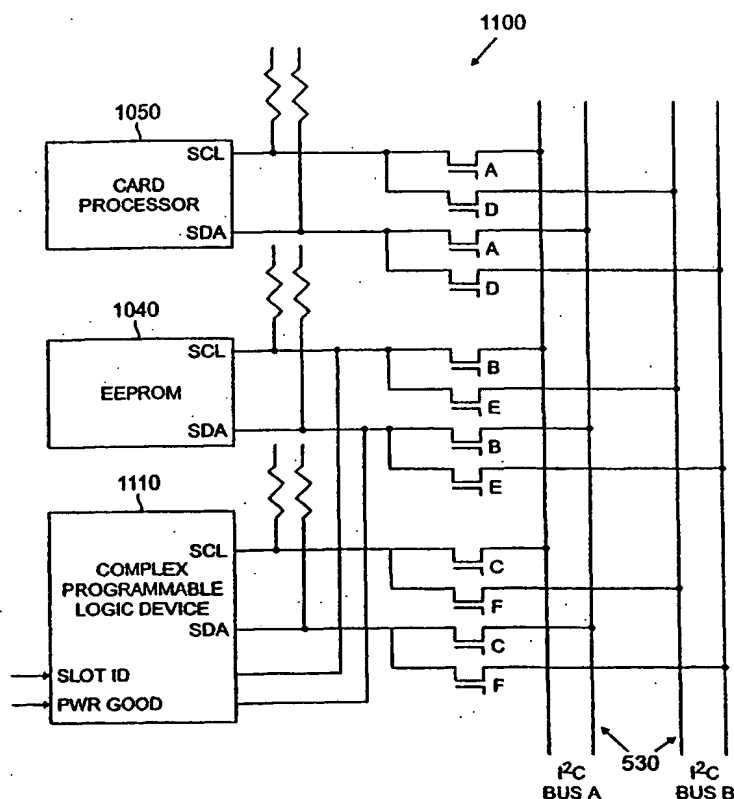 1100
1050
SCL
CARD
PROCESSOR
SDA
A
D
A
D
1040
SCL
EEPROM
SDA
B
E
B
E
1110
SCL
COMPLEX
PROGRAMMABLE
LOGIC DEVICE
SDA
SLOT ID
PWR GOOD
C
F
C
F
530
I²C
BUS A
I²C
BUS B